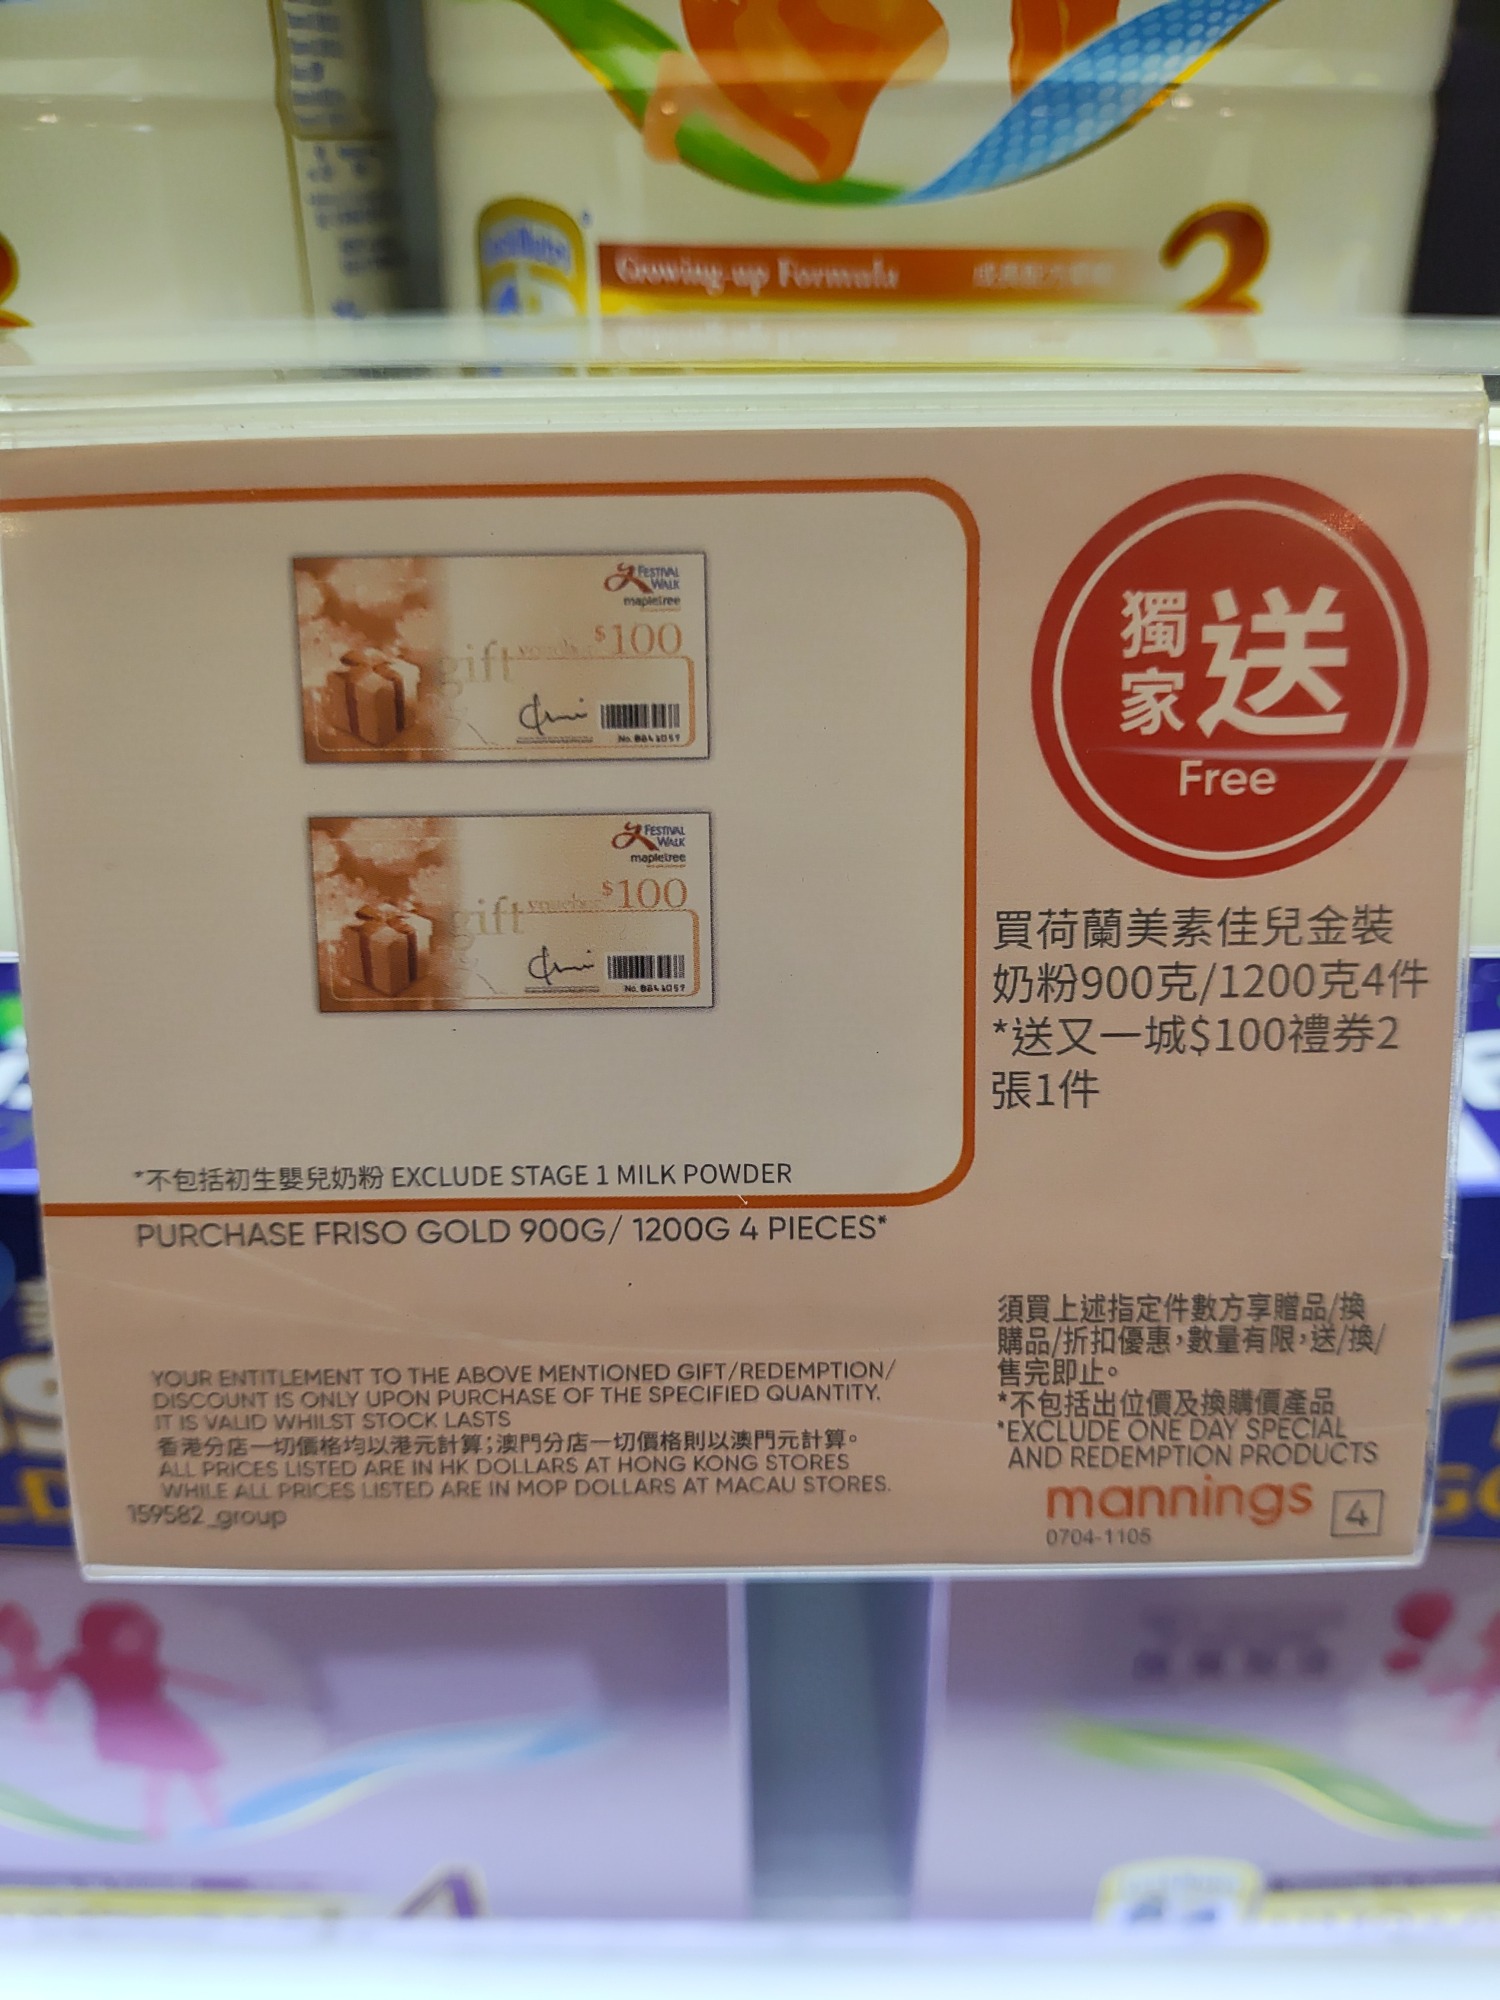 Growing-up Formula
FESTIVAL
WALK
mapletree
gift voucher $100
FESTIVAL
WALK
mapletree
gift voucher $100
獨家送
Free
買荷蘭美素佳兒金裝
奶粉900克/1200克4件
*送又一城$100禮券2
張1件
*不包括初生嬰兒奶粉 EXCLUDE STAGE 1 MILK POWDER
PURCHASE FRISO GOLD 900G/ 1200G 4 PIECES*
須買上述指定件數方享贈品/換
購品/折扣優惠,數量有限,送/換/
售完即止。
*不包括出位價及換購價產品
*EXCLUDE ONE DAY SPECIAL
AND REDEMPTION PRODUCTS
YOUR ENTITLEMENT TO THE ABOVE MENTIONED GIFT/REDEMPTION/
DISCOUNT IS ONLY UPON PURCHASE OF THE SPECIFIED QUANTITY.
IT IS VALID WHILST STOCK LASTS
香港分店一切價格均以港元計算;澳門分店一切價格則以澳門元計算。
ALL PRICES LISTED ARE IN HK DOLLARS AT HONG KONG STORES
WHILE ALL PRICES LISTED ARE IN MOP DOLLARS AT MACAU STORES.
159582_group
mannings 4
0704-1105